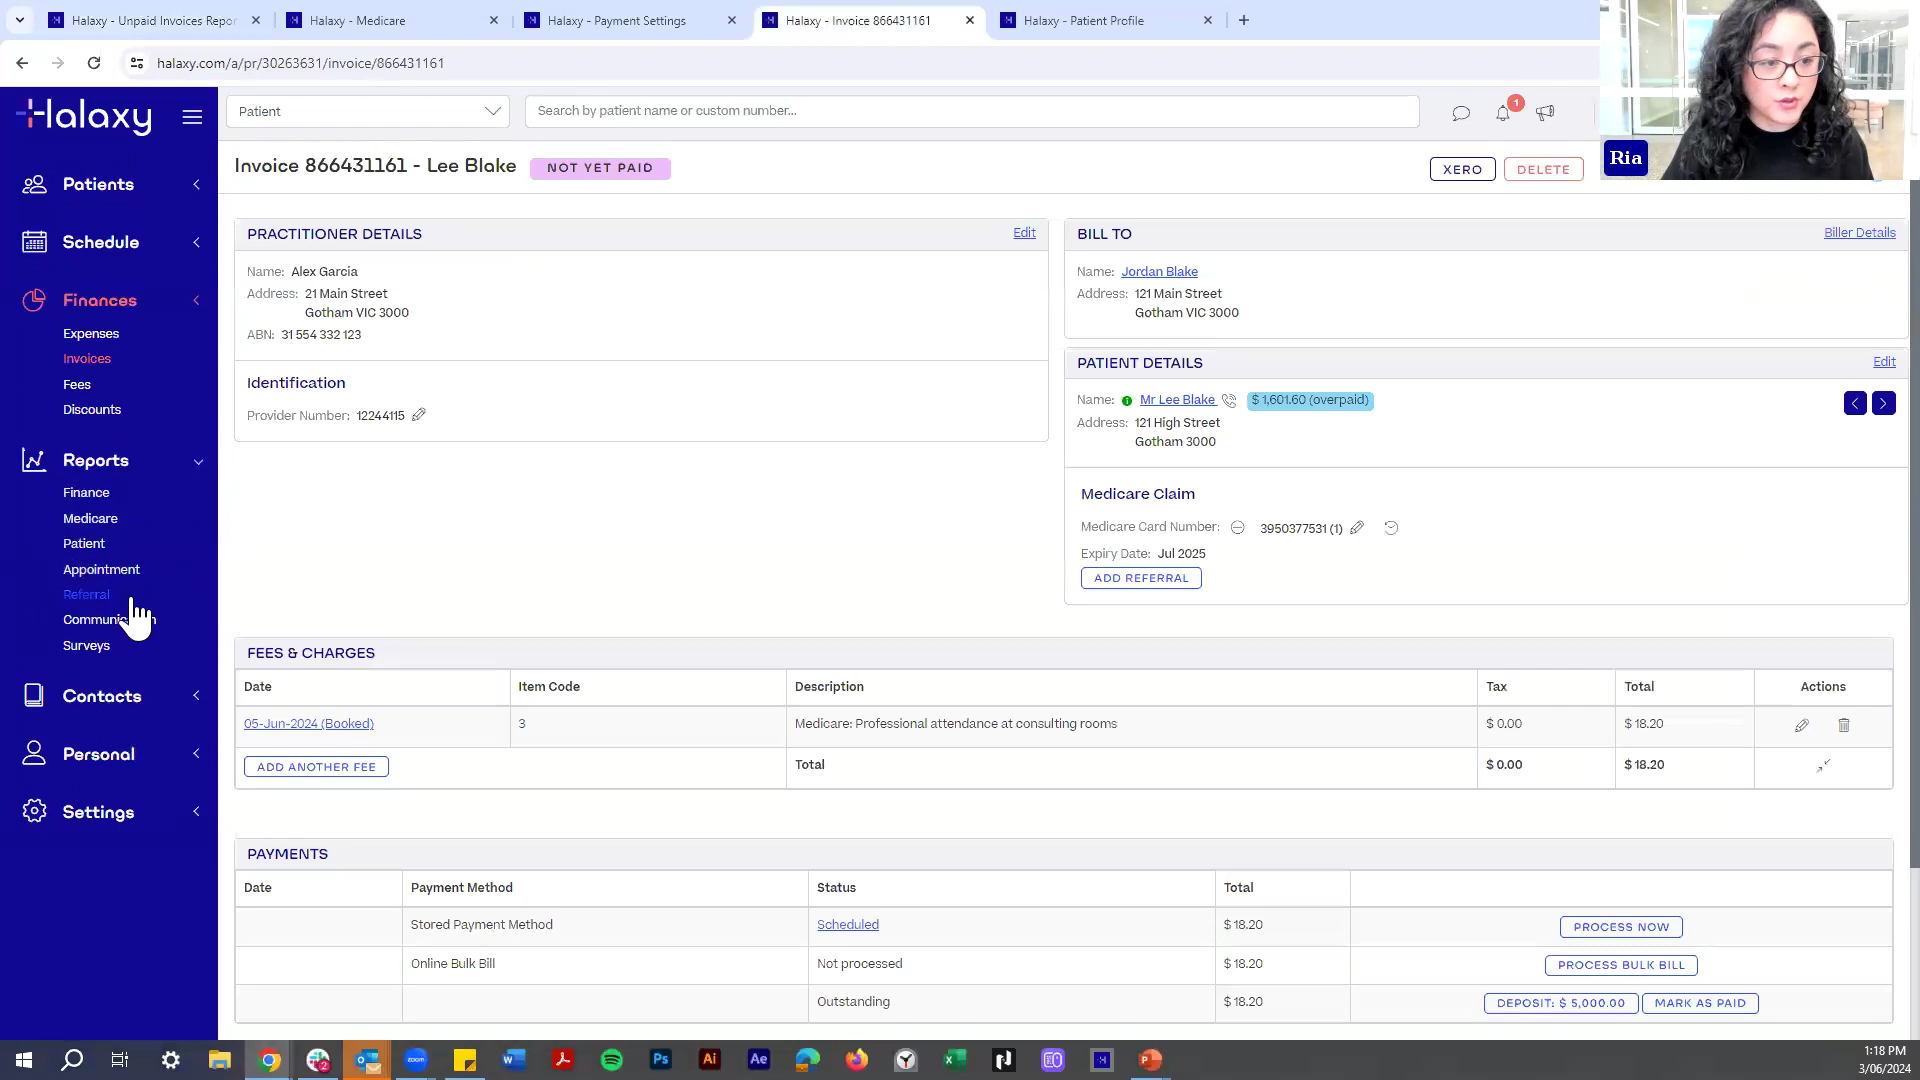 Halaxy - Unpaid Invoices Repor
Halaxy - Medicare
Halaxy - Payment Settings
Halaxy - Invoice 866431161
Halaxy - Patient Profile
halaxy.com/a/pr/30263631/invoice/866431161
Halaxy
Patient
Search by patient name or custom number...
1
Ria
Patients
Schedule
Finances
Expenses
Invoices
Fees
Discounts
Reports
Finance
Medicare
Patient
Appointment
Referral
Surveys
Contacts
Personal
Settings
Invoice 866431161 - Lee Blake
NOT YET PAID
XERO
DELETE
PRACTITIONER DETAILS
Edit
Name: Alex Garcia
Address: 21 Main Street
Gotham VIC 3000
ABN: 31 554 332 123
Identification
Provider Number: 12244115
BILL TO
Biller Details
Name: Jordan Blake
Address: 121 Main Street
Gotham VIC 3000
PATIENT DETAILS
Edit
Name: Mr Lee Blake $ 1,601.60 (overpaid)
Address: 121 High Street
Gotham 3000
Medicare Claim
Medicare Card Number: 3950377531 (1)
Expiry Date: Jul 2025
ADD REFERRAL
FEES & CHARGES
Date Item Code Description Tax Total Actions
05-Jun-2024 (Booked) 3 Medicare: Professional attendance at consulting rooms $ 0.00 $ 18.20
ADD ANOTHER FEE Total $ 0.00 $ 18.20
PAYMENTS
Date Payment Method Status Total
Stored Payment Method Scheduled $ 18.20 PROCESS NOW
Online Bulk Bill Not processed $ 18.20 PROCESS BULK BILL
Outstanding $ 18.20 DEPOSIT: $ 5,000.00 MARK AS PAID
1:18 PM
3/06/2024